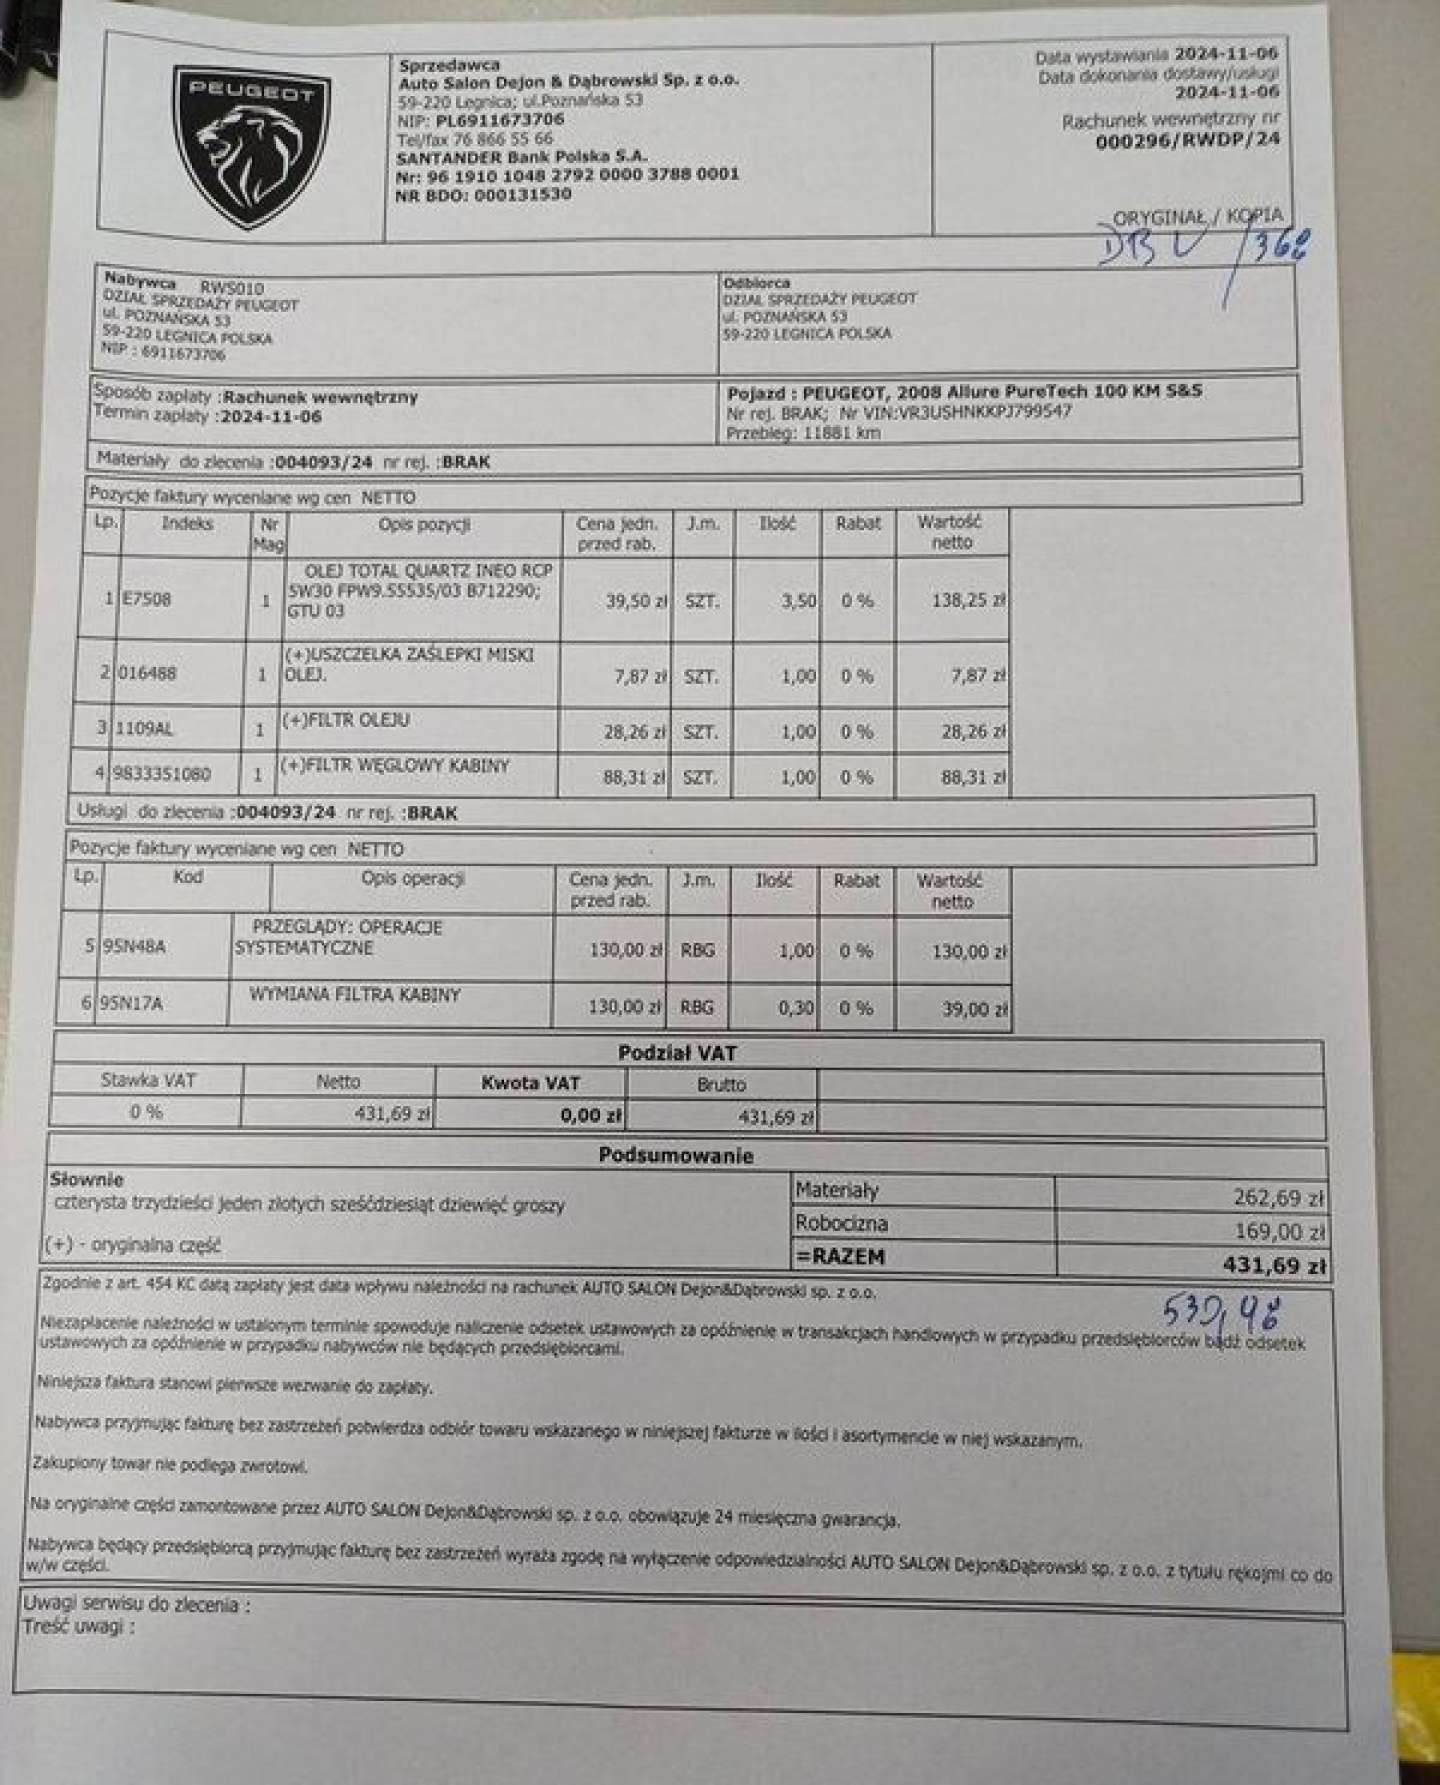 PEUGEOT
Sprzedawca
Auto Salon Dejon & Dąbrowski Sp. z o.o.
59-220 Legnica; ul.Poznańska 53
NIP: PL6911673706
Tel/fax 76 866 55 66
SANTANDER Bank Polska S.A.
Nr: 96 1910 1048 2792 0000 3788 0001
NR BDO: 000131530
Data wystawiania 2024-11-06
Data dokonania dostawy/usługi
2024-11-06
Rachunek wewnętrzny nr
000296/RWDP/24
ORYGINAŁ / KOPIA
Nabywca RWS010
DZIAŁ SPRZEDAŻY PEUGEOT
ul. POZNAŃSKA 53
59-220 LEGNICA POLSKA
NIP : 6911673706
Odbiorca
DZIAŁ SPRZEDAŻY PEUGEOT
ul. POZNAŃSKA 53
59-220 LEGNICA POLSKA
Sposób zapłaty :Rachunek wewnętrzny
Termin zapłaty :2024-11-06
Pojazd : PEUGEOT, 2008 Allure PureTech 100 KM S&S
Nr rej. BRAK; Nr VIN:VR3USHNKKPJ799547
Przebieg: 11881 km
Materiały do zlecenia :004093/24 nr rej. :BRAK
Pozycje faktury wyceniane wg cen NETTO
Lp. Indeks Nr Mag Opis pozycji Cena jedn. przed rab. J.m. Ilość Rabat Wartość netto
1 E7508 1 OLEJ TOTAL QUARTZ INEO RCP 5W30 FPW9.55535/03 B712290; GTU 03 39,50 zł SZT. 3,50 0 % 138,25 zł
2 016488 1 (+)USZCZELKA ZAŚLEPKI MISKI OLEJ. 7,87 zł SZT. 1,00 0 % 7,87 zł
3 1109AL 1 (+)FILTR OLEJU 28,26 zł SZT. 1,00 0 % 28,26 zł
4 9833351080 1 (+)FILTR WĘGLOWY KABINY 88,31 zł SZT. 1,00 0 % 88,31 zł
Usługi do zlecenia :004093/24 nr rej. :BRAK
Pozycje faktury wyceniane wg cen NETTO
Lp. Kod Opis operacji Cena jedn. przed rab. J.m. Ilość Rabat Wartość netto
5 95N48A PRZEGLĄDY: OPERACJE SYSTEMATYCZNE 130,00 zł RBG 1,00 0 % 130,00 zł
6 95N17A WYMIANA FILTRA KABINY 130,00 zł RBG 0,30 0 % 39,00 zł
Podział VAT
Stawka VAT Netto Kwota VAT Brutto
0 % 431,69 zł 0,00 zł 431,69 zł
Podsumowanie
Słownie
czterysta trzydzieści jeden złotych sześćdziesiąt dziewięć groszy
(+) - oryginalna część
Materiały 262,69 zł
Robocizna 169,00 zł
=RAZEM 431,69 zł
Zgodnie z art. 454 KC datą zapłaty jest data wpływu należności na rachunek AUTO SALON Dejon&Dąbrowski sp. z o.o.
Niezapłacenie należności w ustalonym terminie spowoduje naliczenie odsetek ustawowych za opóźnienie w transakcjach handlowych w przypadku przedsiębiorców bądź odsetek
ustawowych za opóźnienie w przypadku nabywców nie będących przedsiębiorcami.
Niniejsza faktura stanowi pierwsze wezwanie do zapłaty.
Nabywca przyjmując fakturę bez zastrzeżeń potwierdza odbiór towaru wskazanego w niniejszej fakturze w ilości i asortymencie w niej wskazanym.
Zakupiony towar nie podlega zwrotowi.
Na oryginalne części zamontowane przez AUTO SALON Dejon&Dąbrowski sp. z o.o. obowiązuje 24 miesięczna gwarancja.
Nabywca będący przedsiębiorcą przyjmując fakturę bez zastrzeżeń wyraża zgodę na wyłączenie odpowiedzialności AUTO SALON Dejon&Dąbrowski sp. z o.o. z tytułu rękojmi co do
w/w części.
Uwagi serwisu do zlecenia :
Treść uwagi :